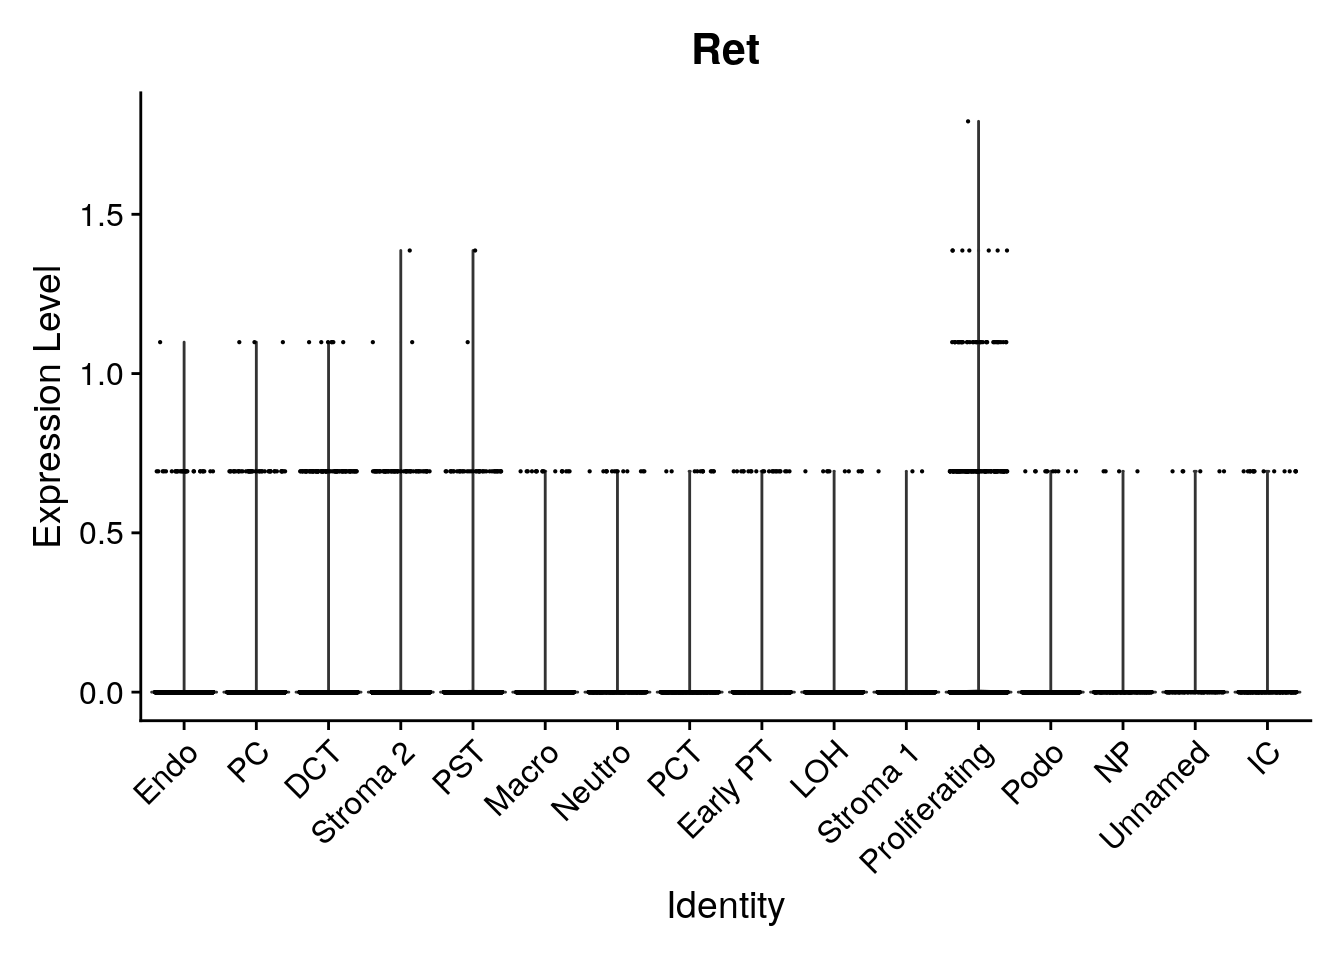 Ret
Expression Level
1.5
1.0
0.5
0.0
Endo
PC
DCT
Stroma 2
PST
Macro
Neutro
PCT
Early PT
LOH
Stroma 1
Proliferating
Podo
NP
Unnamed
IC
Identity